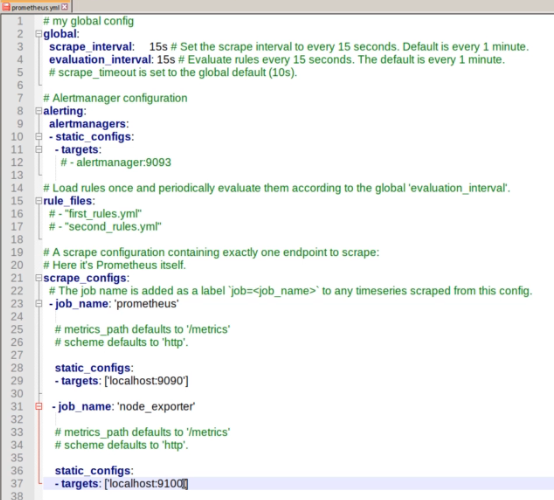 prometheus.yml
1 # my global config
2 global:
3 scrape_interval: 15s # Set the scrape interval to every 15 seconds. Default is every 1 minute.
4 evaluation_interval: 15s # Evaluate rules every 15 seconds. The default is every 1 minute.
5 # scrape_timeout is set to the global default (10s).
6
7 # Alertmanager configuration
8 alerting:
9 alertmanagers:
10 - static_configs:
11 - targets:
12 # - alertmanager:9093
13
14 # Load rules once and periodically evaluate them according to the global 'evaluation_interval'.
15 rule_files:
16 # - "first_rules.yml"
17 # - "second_rules.yml"
18
19 # A scrape configuration containing exactly one endpoint to scrape:
20 # Here it's Prometheus itself.
21 scrape_configs:
22 # The job name is added as a label `job=<job_name>` to any timeseries scraped from this config.
23 - job_name: 'prometheus'
24
25 # metrics_path defaults to '/metrics'
26 # scheme defaults to 'http'.
27
28 static_configs:
29 - targets: ['localhost:9090']
30
31 - job_name: 'node_exporter'
32
33 # metrics_path defaults to '/metrics'
34 # scheme defaults to 'http'.
35
36 static_configs:
37 - targets: ['localhost:9100']
38